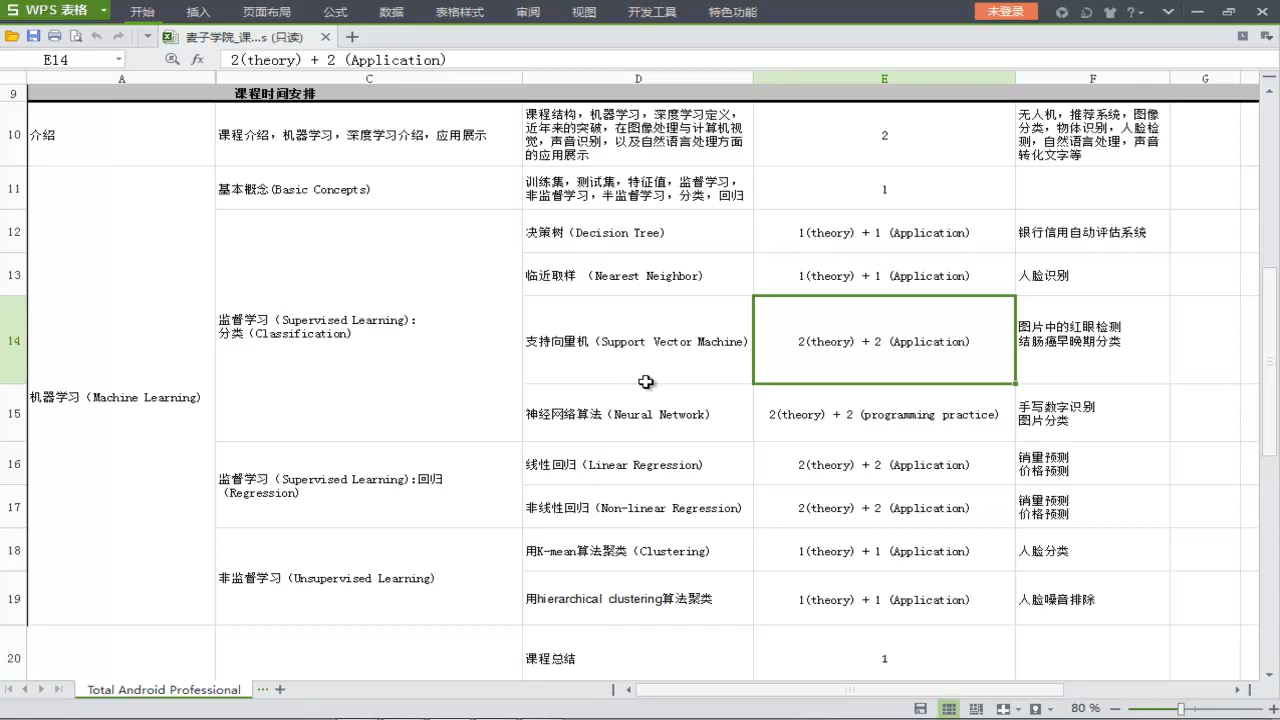 WPS 表格
开始
插入
页面布局
公式
数据
表格样式
审阅
视图
开发工具
特色功能
未登录
麦子学院_课...s (只读)
E14
fx
2(theory) + 2 (Application)
A
C
D
E
F
G
9
课程时间安排
10
介绍
课程介绍，机器学习，深度学习介绍，应用展示
课程结构，机器学习，深度学习定义，
近年来的突破，在图像处理与计算机视
觉，声音识别，以及自然语言处理方面
的应用展示
2
无人机，推荐系统，图像
分类，物体识别，人脸检
测，自然语言处理，声音
转化文字等
11
基本概念(Basic Concepts)
训练集，测试集，特征值，监督学习，
非监督学习，半监督学习，分类，回归
1
12
决策树（Decision Tree)
1(theory) + 1 (Application)
银行信用自动评估系统
13
临近取样 （Nearest Neighbor)
1(theory) + 1 (Application)
人脸识别
监督学习（Supervised Learning)：
分类（Classification)
14
支持向量机（Support Vector Machine)
2(theory) + 2 (Application)
图片中的红眼检测
结肠癌早晚期分类
机器学习（Machine Learning)
15
神经网络算法（Neural Network)
2(theory) + 2 (programming practice)
手写数字识别
图片分类
16
监督学习（Supervised Learning):回归
（Regression)
线性回归（Linear Regression)
2(theory) + 2 (Application)
销量预测
价格预测
17
非线性回归（Non-linear Regression)
2(theory) + 2 (Application)
销量预测
价格预测
18
非监督学习（Unsupervised Learning)
用K-mean算法聚类（Clustering)
1(theory) + 1 (Application)
人脸分类
19
用hierarchical clustering算法聚类
1(theory) + 1 (Application)
人脸噪音排除
20
课程总结
1
Total Android Professional
80 %